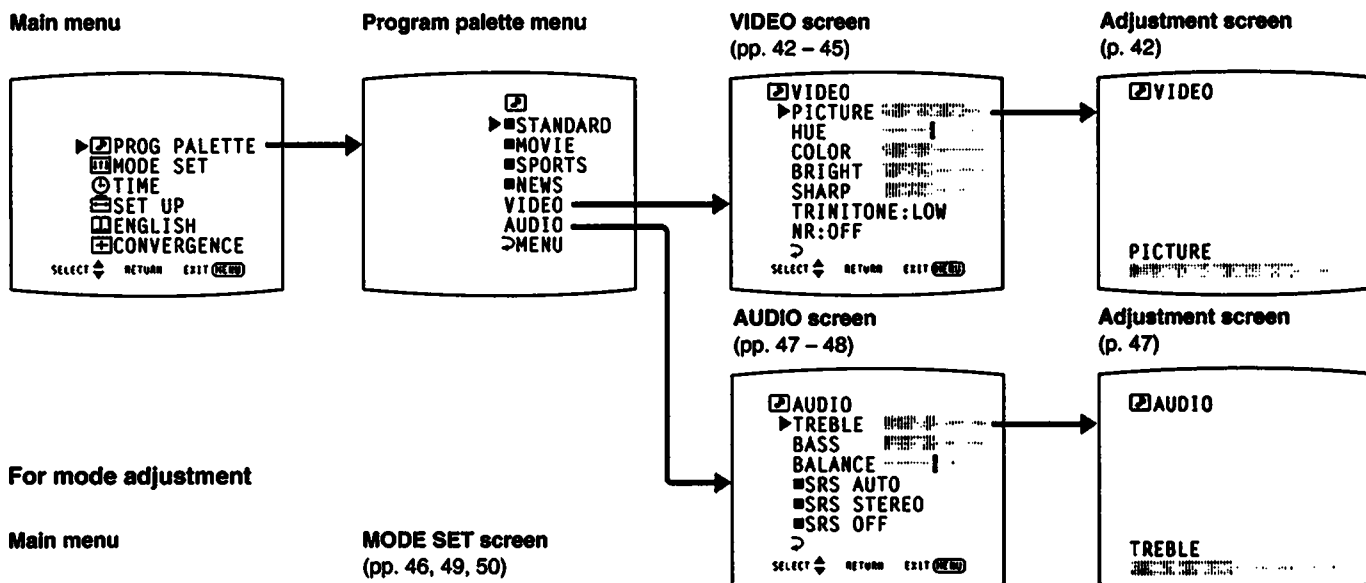 Main menu
Program palette menu
VIDEO screen
(pp. 42 – 45)
Adjustment screen
(p. 42)
PROG PALETTE
MODE SET
TIME
SET UP
ENGLISH
CONVERGENCE
SELECT RETURN EXIT MENU
STANDARD
MOVIE
SPORTS
NEWS
VIDEO
AUDIO
MENU
VIDEO
PICTURE
HUE
COLOR
BRIGHT
SHARP
TRINITONE:LOW
NR:OFF
SELECT RETURN EXIT MENU
VIDEO
PICTURE
AUDIO screen
(pp. 47 – 48)
Adjustment screen
(p. 47)
AUDIO
TREBLE
BASS
BALANCE
SRS AUTO
SRS STEREO
SRS OFF
SELECT RETURN EXIT MENU
AUDIO
TREBLE
For mode adjustment
Main menu
MODE SET screen
(pp. 46, 49, 50)